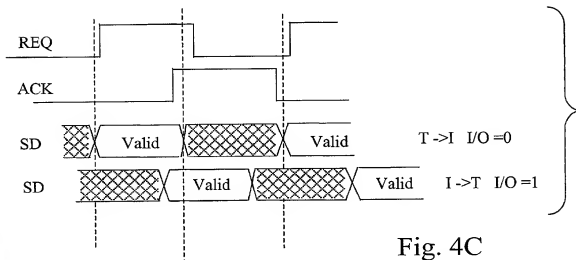 REQ
ACK
SD Valid Valid T ->I I/O =0
SD Valid Valid I ->T I/O =1
Fig. 4C